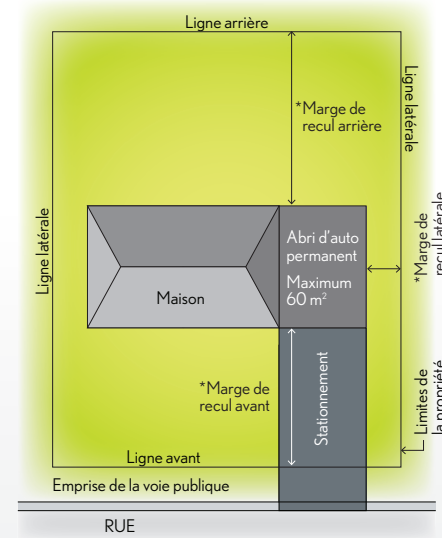 Ligne arrière
Ligne latérale
*Marge de
recul arrière
Ligne latérale
*Marge de
recul latérale
Abri d'auto
permanent
Maximum
60 m²
Maison
*Marge de
recul avant
Stationnement
Limites de
la propriété
Ligne avant
Emprise de la voie publique
RUE